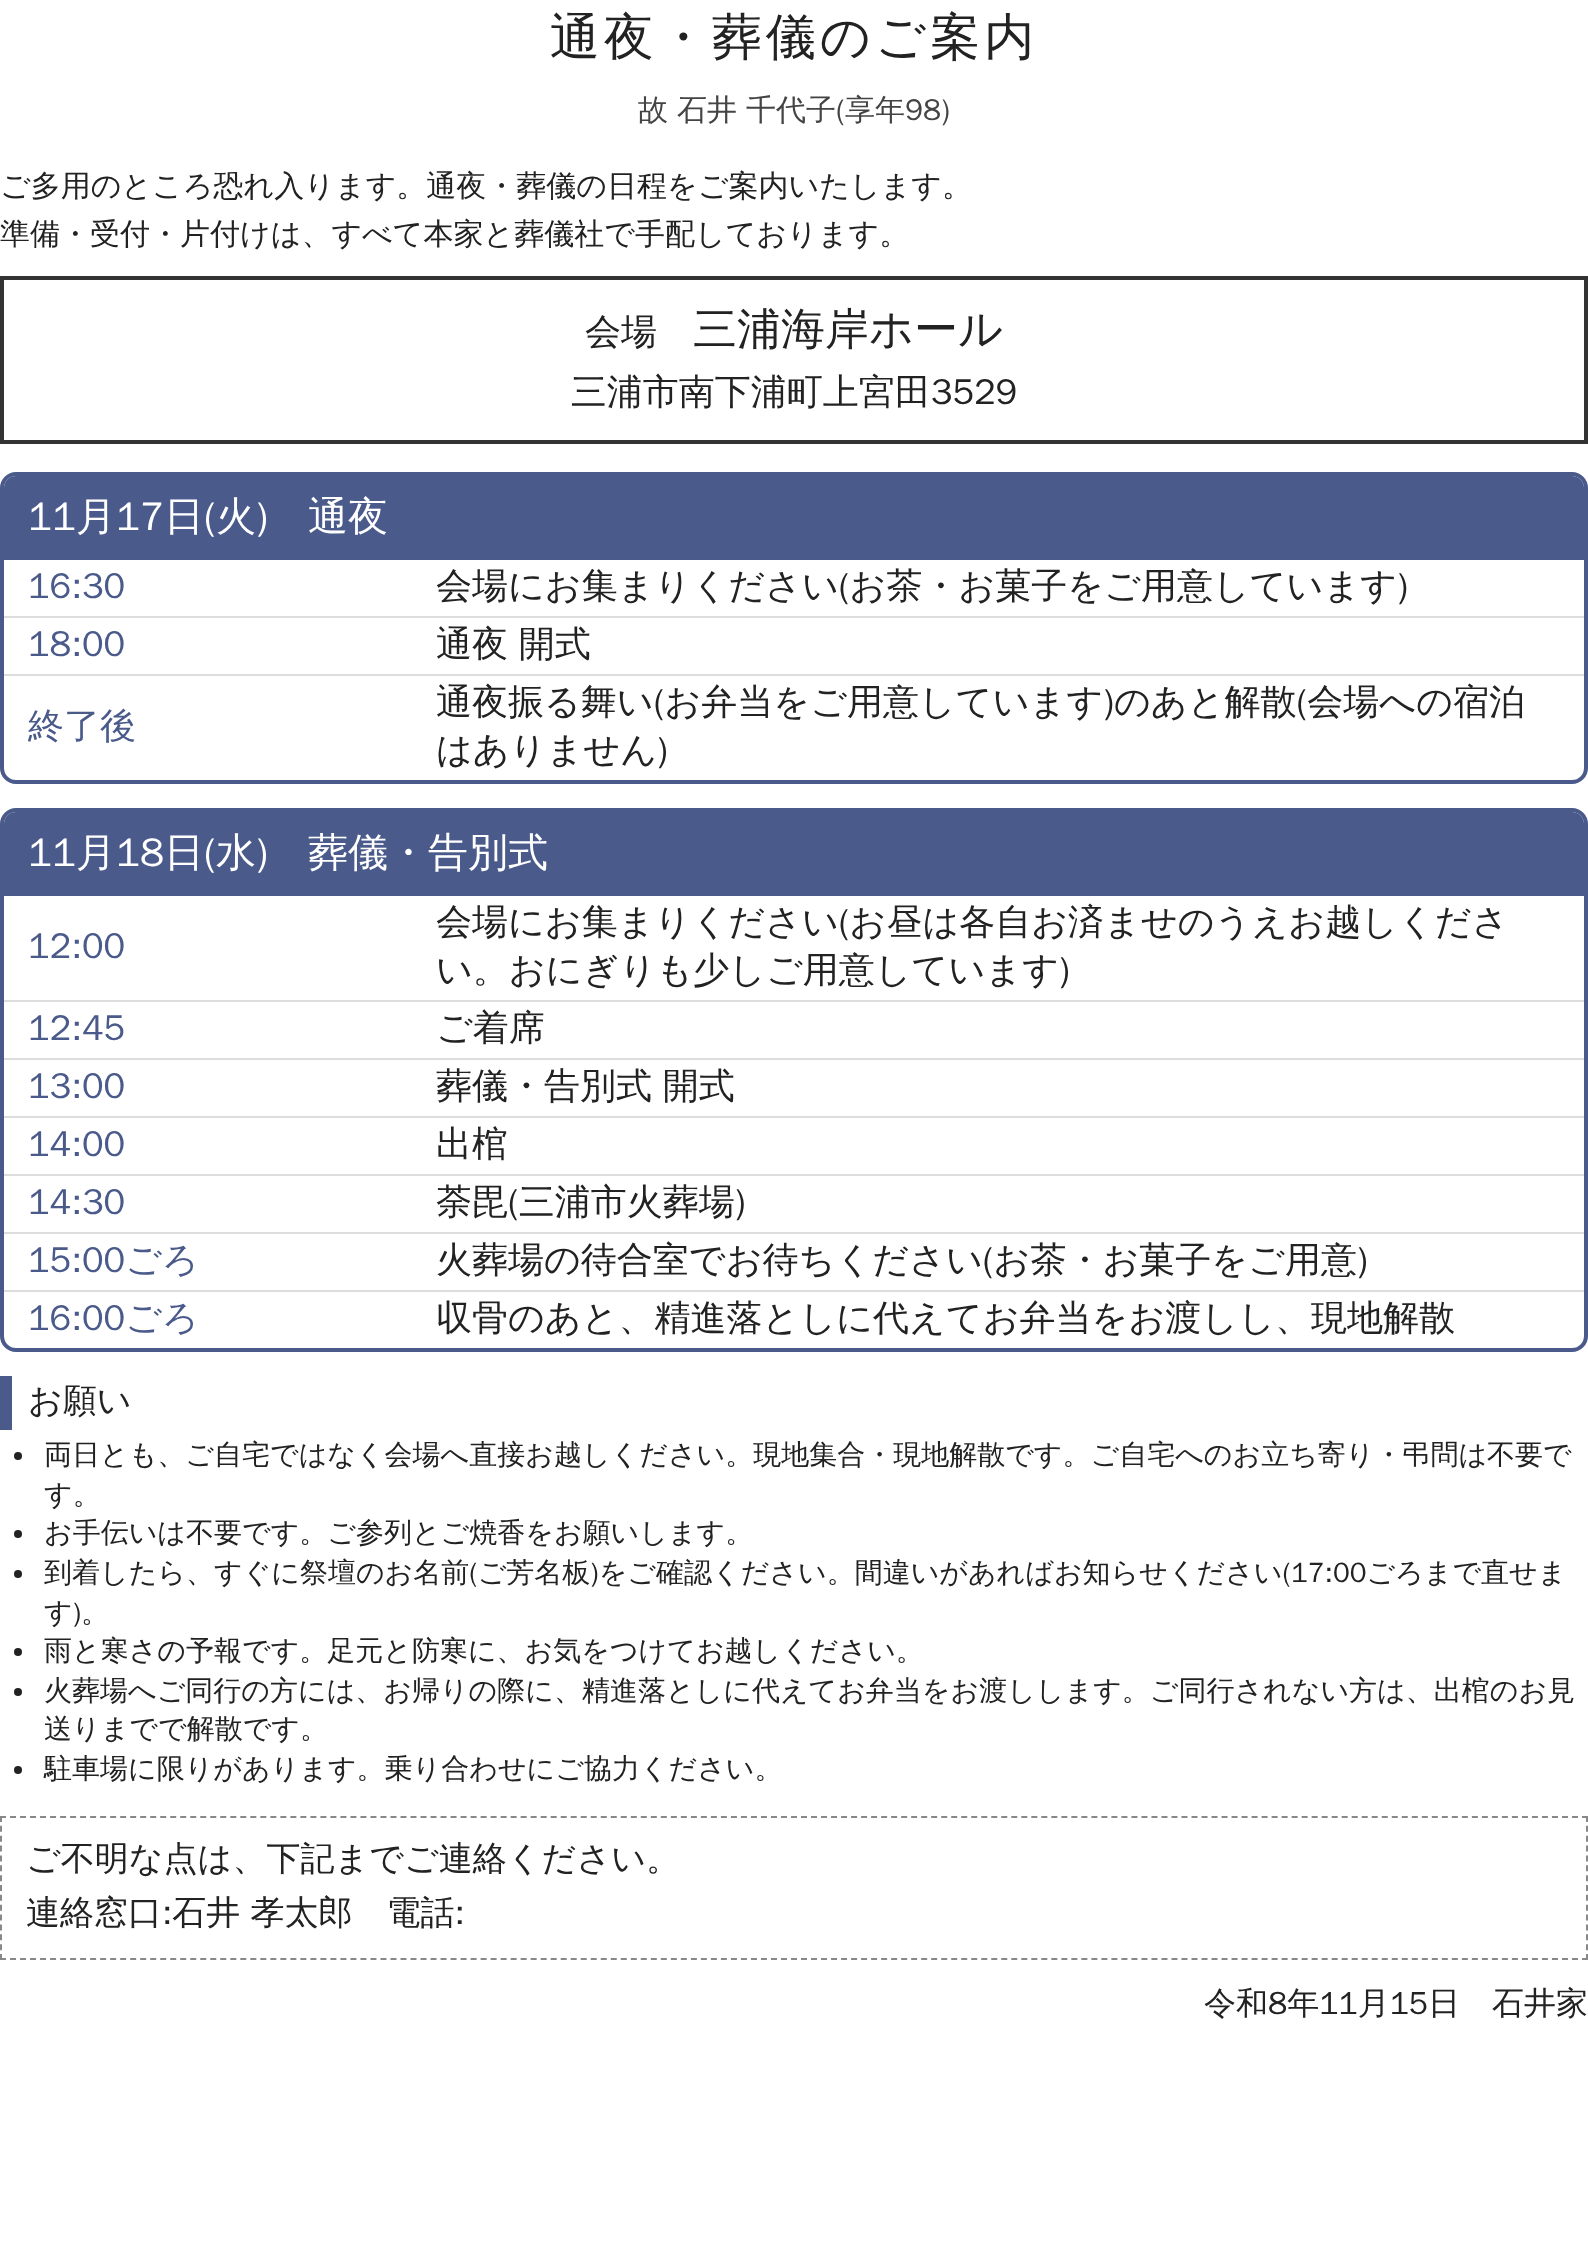 通夜・葬儀のご案内
故 石井 千代子(享年98)
ご多用のところ恐れ入ります。通夜・葬儀の日程をご案内いたします。
準備・受付・片付けは、すべて本家と葬儀社で手配しております。
会場　三浦海岸ホール
三浦市南下浦町上宮田3529
11月17日(火)　通夜
16:30 会場にお集まりください(お茶・お菓子をご用意しています)
18:00 通夜 開式
終了後 通夜振る舞い(お弁当をご用意しています)のあと解散(会場への宿泊
はありません)
11月18日(水)　葬儀・告別式
12:00 会場にお集まりください(お昼は各自お済ませのうえお越しくださ
い。おにぎりも少しご用意しています)
12:45 ご着席
13:00 葬儀・告別式 開式
14:00 出棺
14:30 荼毘(三浦市火葬場)
15:00ごろ 火葬場の待合室でお待ちください(お茶・お菓子をご用意)
16:00ごろ 収骨のあと、精進落としに代えてお弁当をお渡しし、現地解散
お願い
• 両日とも、ご自宅ではなく会場へ直接お越しください。現地集合・現地解散です。ご自宅へのお立ち寄り・弔問は不要で
す。
• お手伝いは不要です。ご参列とご焼香をお願いします。
• 到着したら、すぐに祭壇のお名前(ご芳名板)をご確認ください。間違いがあればお知らせください(17:00ごろまで直せま
す)。
• 雨と寒さの予報です。足元と防寒に、お気をつけてお越しください。
• 火葬場へご同行の方には、お帰りの際に、精進落としに代えてお弁当をお渡しします。ご同行されない方は、出棺のお見
送りまでで解散です。
• 駐車場に限りがあります。乗り合わせにご協力ください。
ご不明な点は、下記までご連絡ください。
連絡窓口:石井 孝太郎　電話:
令和8年11月15日　石井家